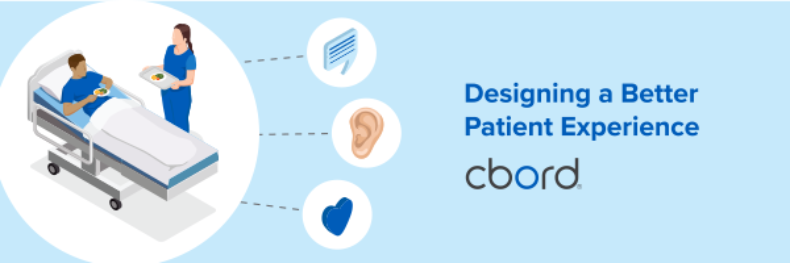 Designing a Better
Patient Experience
cbord